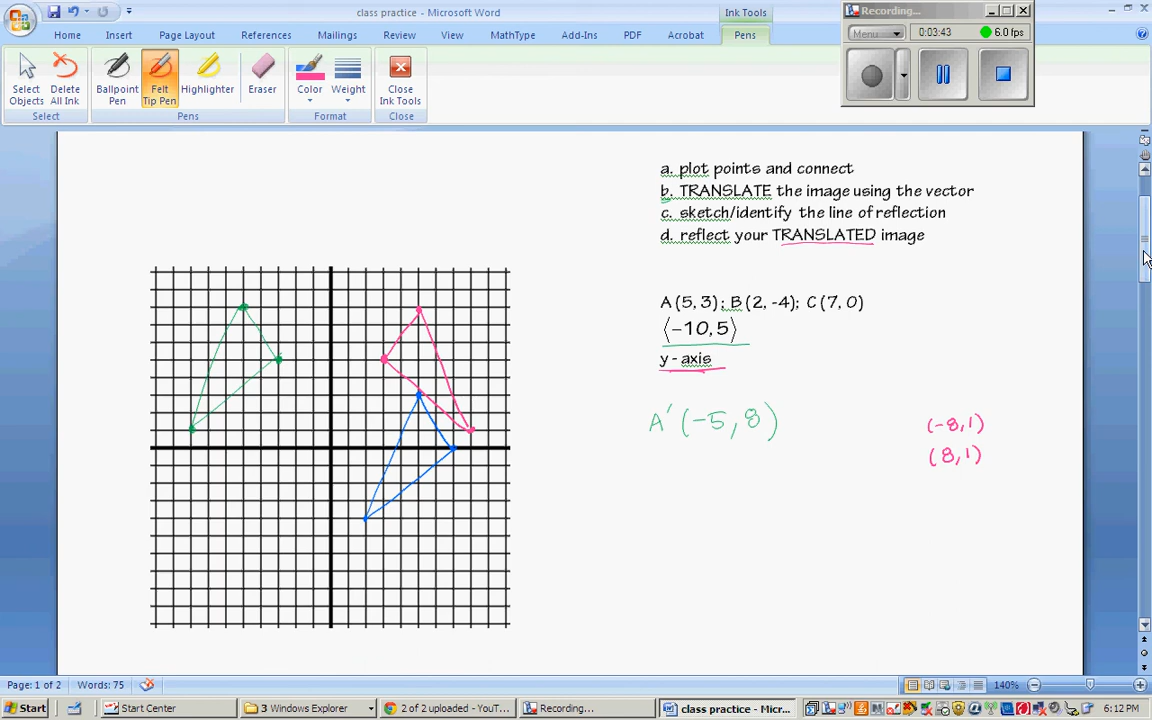 class practice - Microsoft Word
Ink Tools
Recording...
Home Insert Page Layout References Mailings Review View MathType Add-Ins PDF Acrobat Pens
Menu 0:03:43 6.0 fps
Select Objects
Delete All Ink
Ballpoint Pen
Felt Tip Pen
Highlighter
Eraser
Color
Weight
Close Ink Tools
Select Pens Format Close
a. plot points and connect
b. TRANSLATE the image using the vector
c. sketch/identify the line of reflection
d. reflect your TRANSLATED image
A (5, 3) ; B (2, -4); C (7, 0)
⟨−10, 5⟩
y - axis
A′ (-5, 8)
(-8,1)
(8,1)
Page: 1 of 2 Words: 75 140%
Start Start Center 3 Windows Explorer 2 of 2 uploaded - YouT... Recording... class practice - Micros... 6:12 PM